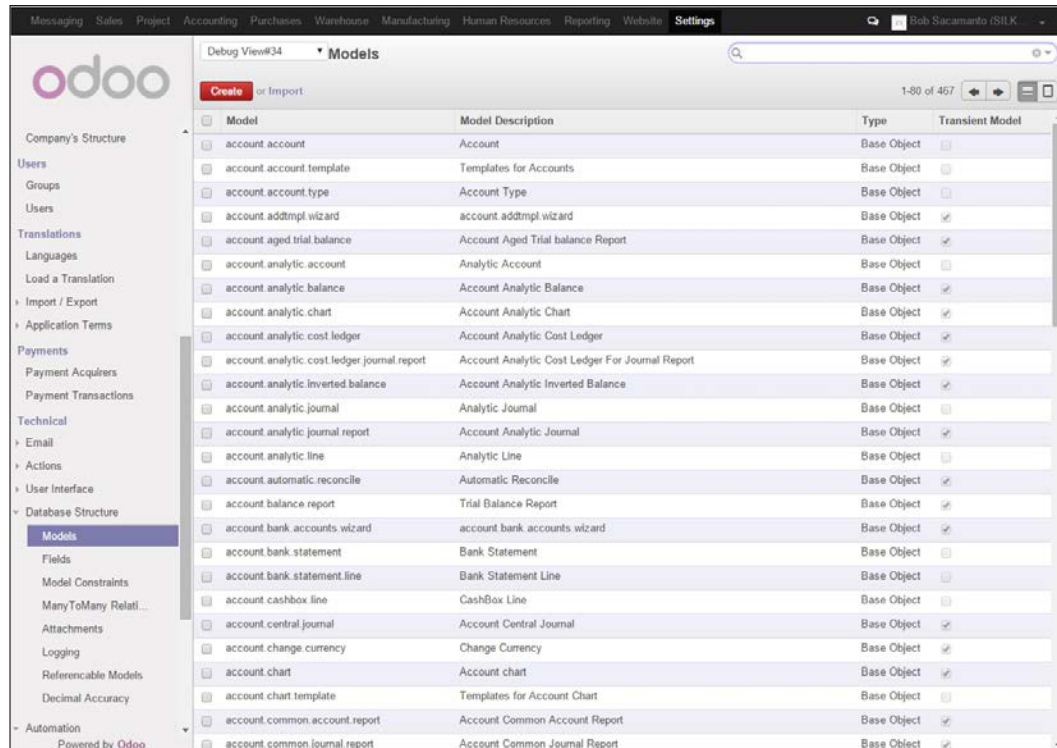 Messaging Sales Project Accounting Purchases Warehouse Manufacturing Human Resources Reporting Website Settings Bob Sacamanto (SILK...
odoo
Debug View#34 Models
Create or Import 1-80 of 467
Company's Structure
Users
Groups
Users
Translations
Languages
Load a Translation
Import / Export
Application Terms
Payments
Payment Acquirers
Payment Transactions
Technical
Email
Actions
User Interface
Database Structure
Models
Fields
Model Constraints
ManyToMany Relati...
Attachments
Logging
Referencable Models
Decimal Accuracy
Automation
Powered by Odoo
Model Model Description Type Transient Model
account.account Account Base Object
account.account.template Templates for Accounts Base Object
account.account.type Account Type Base Object
account.addtmpl.wizard account.addtmpl.wizard Base Object
account.aged.trial.balance Account Aged Trial balance Report Base Object
account.analytic.account Analytic Account Base Object
account.analytic.balance Account Analytic Balance Base Object
account.analytic.chart Account Analytic Chart Base Object
account.analytic.cost.ledger Account Analytic Cost Ledger Base Object
account.analytic.cost.ledger.journal.report Account Analytic Cost Ledger For Journal Report Base Object
account.analytic.inverted.balance Account Analytic Inverted Balance Base Object
account.analytic.journal Analytic Journal Base Object
account.analytic.journal.report Account Analytic Journal Base Object
account.analytic.line Analytic Line Base Object
account.automatic.reconcile Automatic Reconcile Base Object
account.balance.report Trial Balance Report Base Object
account.bank.accounts.wizard account.bank.accounts.wizard Base Object
account.bank.statement Bank Statement Base Object
account.bank.statement.line Bank Statement Line Base Object
account.cashbox.line CashBox Line Base Object
account.central.journal Account Central Journal Base Object
account.change.currency Change Currency Base Object
account.chart Account chart Base Object
account.chart.template Templates for Account Chart Base Object
account.common.account.report Account Common Account Report Base Object
account.common.journal.report Account Common Journal Report Base Object